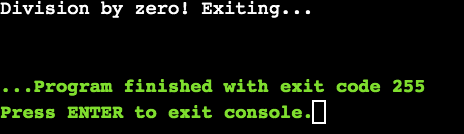 Division by zero! Exiting...
...Program finished with exit code 255
Press ENTER to exit console.